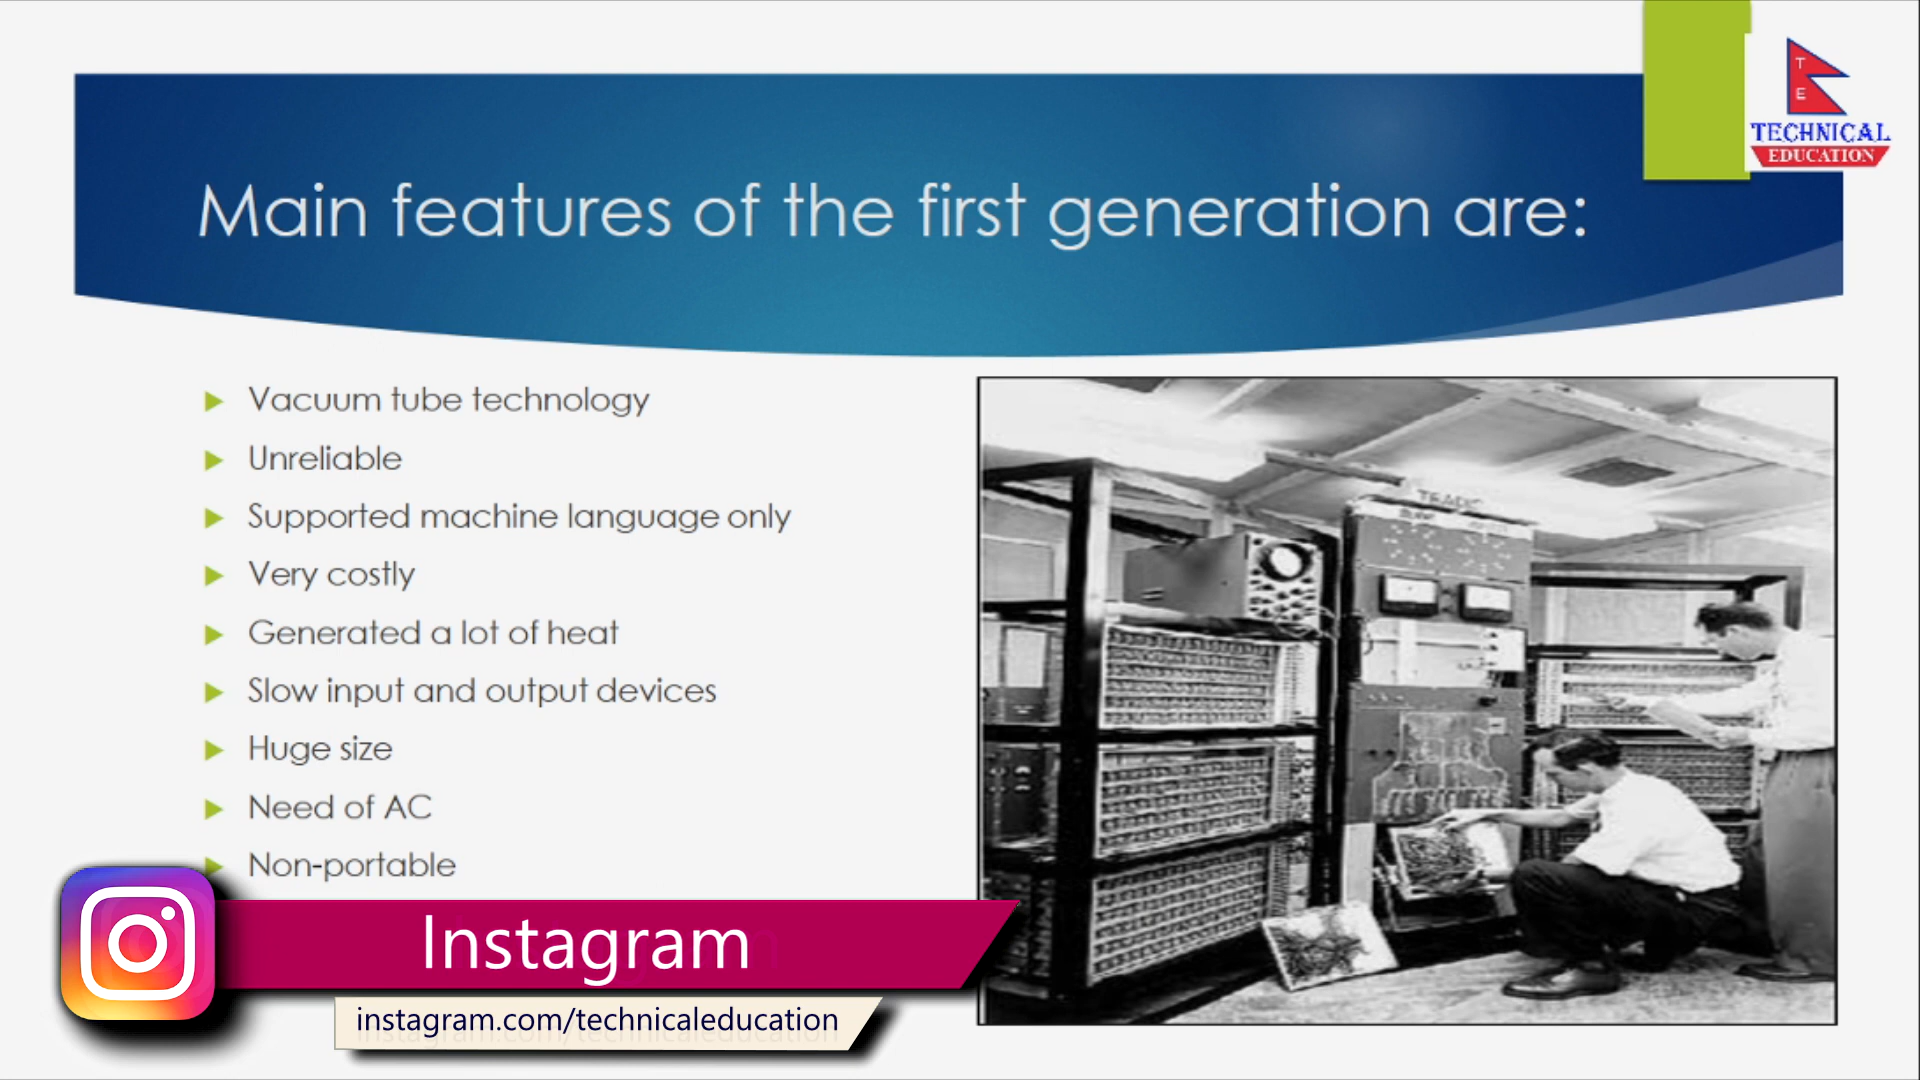 T
E
TECHNICAL
EDUCATION
Main features of the first generation are:
Vacuum tube technology
Unreliable
Supported machine language only
Very costly
Generated a lot of heat
Slow input and output devices
Huge size
Need of AC
Non-portable
TRADIC
Instagram
instagram.com/technicaleducation